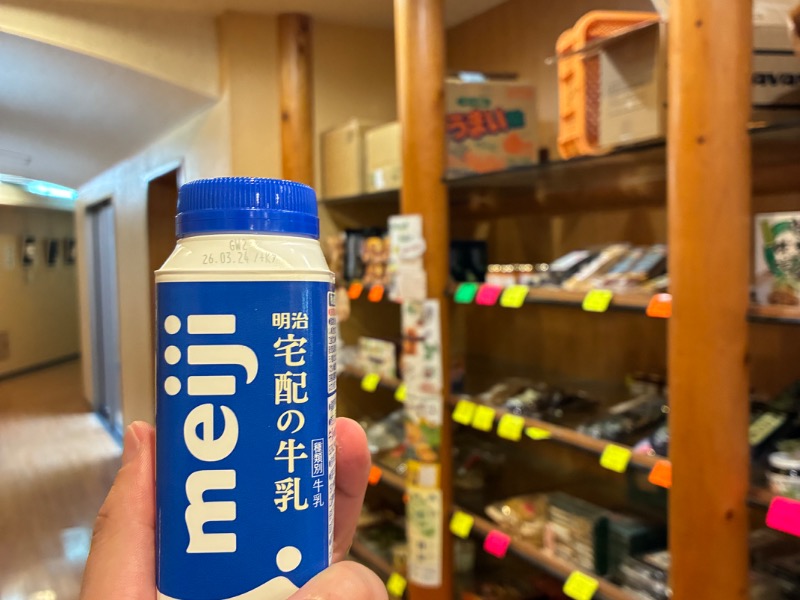 GW2
26.03.24
meiji
明治
宅配の牛乳
種類別
牛乳
うまい